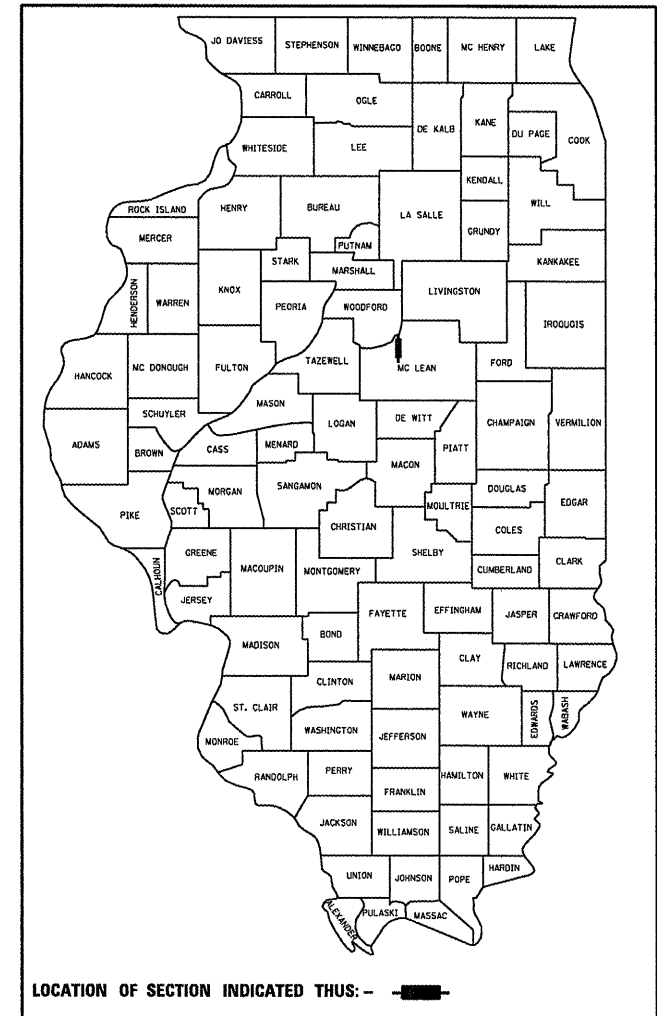 JO DAVIESS STEPHENSON WINNEBAGO BOONE MC HENRY LAKE
CARROLL OGLE DE KALB KANE DU PAGE COOK
WHITESIDE LEE
KENDALL WILL
ROCK ISLAND HENRY BUREAU LA SALLE GRUNDY
MERCER PUTNAM
STARK MARSHALL KANKAKEE
HENDERSON WARREN KNOX PEORIA WOODFORD LIVINGSTON IROQUOIS
HANCOCK MC DONOUGH FULTON TAZEWELL MC LEAN FORD
MASON
SCHUYLER LOGAN DE WITT CHAMPAIGN VERMILION
ADAMS BROWN CASS MENARD PIATT
MACON
MORGAN SANGAMON DOUGLAS EDGAR
PIKE SCOTT CHRISTIAN MOULTRIE
COLES
GREENE SHELBY
CALHOUN MACOUPIN MONTGOMERY CUMBERLAND CLARK
JERSEY
FAYETTE EFFINGHAM JASPER CRAWFORD
MADISON BOND
CLAY RICHLAND LAWRENCE
CLINTON MARION
ST. CLAIR WAYNE EDWARDS WABASH
MONROE WASHINGTON JEFFERSON
RANDOLPH PERRY HAMILTON WHITE
FRANKLIN
JACKSON WILLIAMSON SALINE GALLATIN
UNION JOHNSON POPE HARDIN
ALEXANDER PULASKI MASSAC
LOCATION OF SECTION INDICATED THUS: -